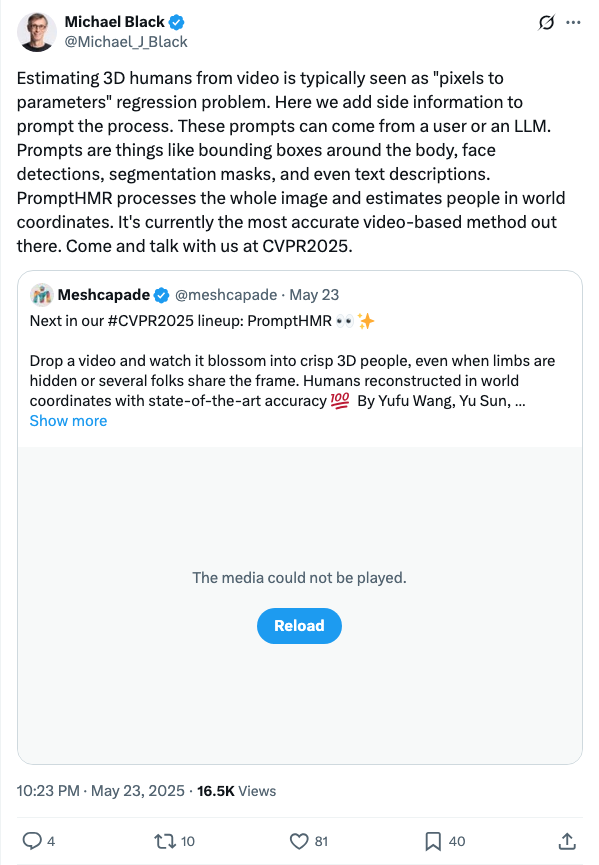 Michael Black
@Michael_J_Black
Estimating 3D humans from video is typically seen as "pixels to
parameters" regression problem. Here we add side information to
prompt the process. These prompts can come from a user or an LLM.
Prompts are things like bounding boxes around the body, face
detections, segmentation masks, and even text descriptions.
PromptHMR processes the whole image and estimates people in world
coordinates. It's currently the most accurate video-based method out
there. Come and talk with us at CVPR2025.
Meshcapade @meshcapade · May 23
Next in our #CVPR2025 lineup: PromptHMR 👀✨
Drop a video and watch it blossom into crisp 3D people, even when limbs are
hidden or several folks share the frame. Humans reconstructed in world
coordinates with state-of-the-art accuracy 💯 By Yufu Wang, Yu Sun, ...
Show more
The media could not be played.
Reload
10:23 PM · May 23, 2025 · 16.5K Views
4 10 81 40